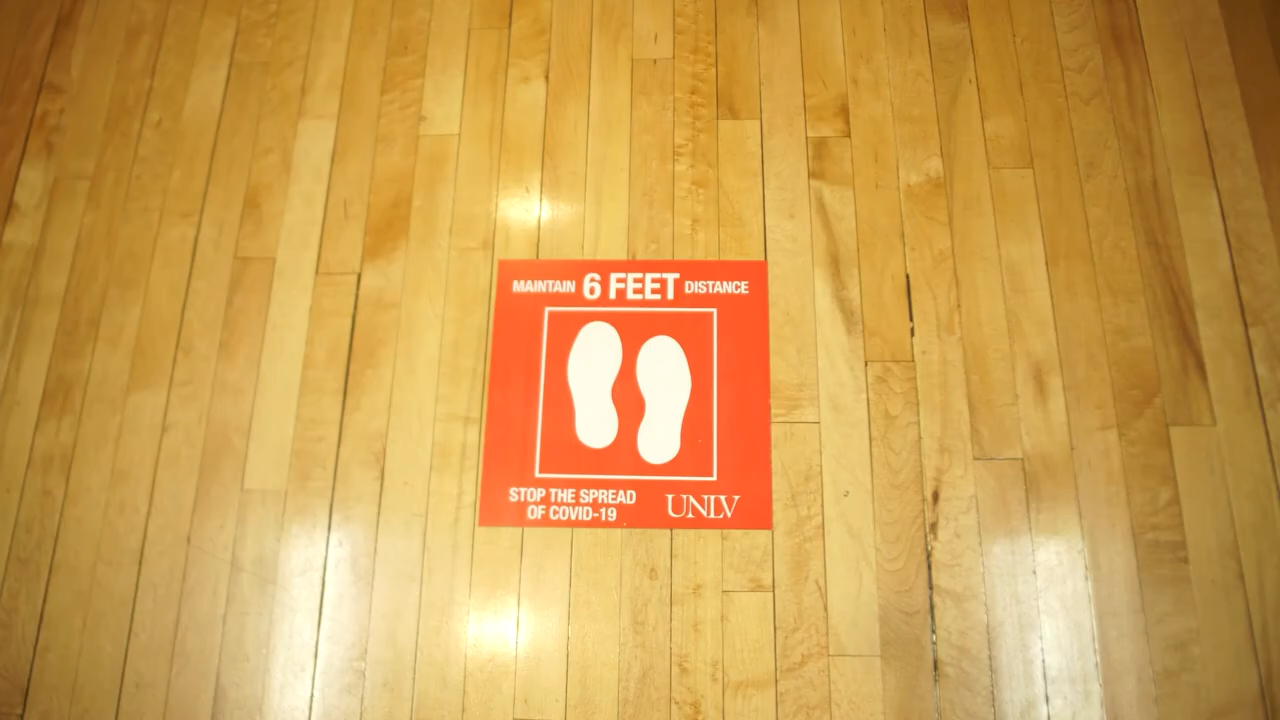 MAINTAIN 6 FEET DISTANCE
STOP THE SPREAD
OF COVID-19
UNLV